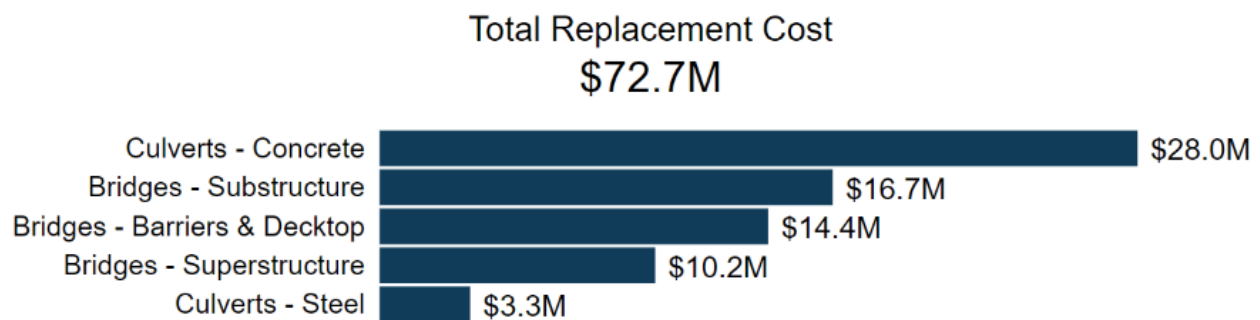 Total Replacement Cost
$72.7M
Culverts - Concrete $28.0M
Bridges - Substructure $16.7M
Bridges - Barriers & Decktop $14.4M
Bridges - Superstructure $10.2M
Culverts - Steel $3.3M